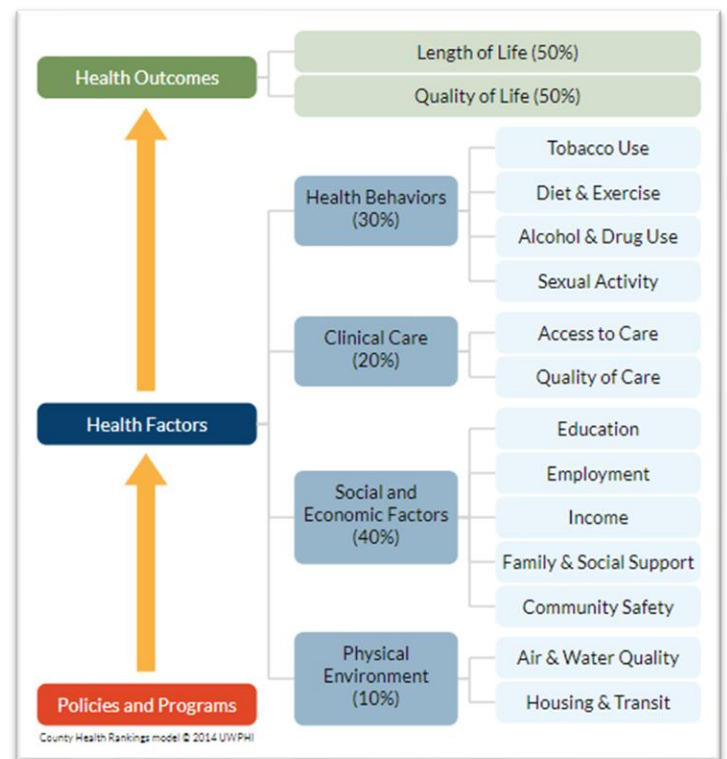 Health Outcomes
Length of Life (50%)
Quality of Life (50%)
Health Behaviors
(30%)
Tobacco Use
Diet & Exercise
Alcohol & Drug Use
Sexual Activity
Clinical Care
(20%)
Access to Care
Quality of Care
Health Factors
Social and
Economic Factors
(40%)
Education
Employment
Income
Family & Social Support
Community Safety
Physical
Environment
(10%)
Air & Water Quality
Housing & Transit
Policies and Programs
County Health Rankings model © 2014 UWPHI